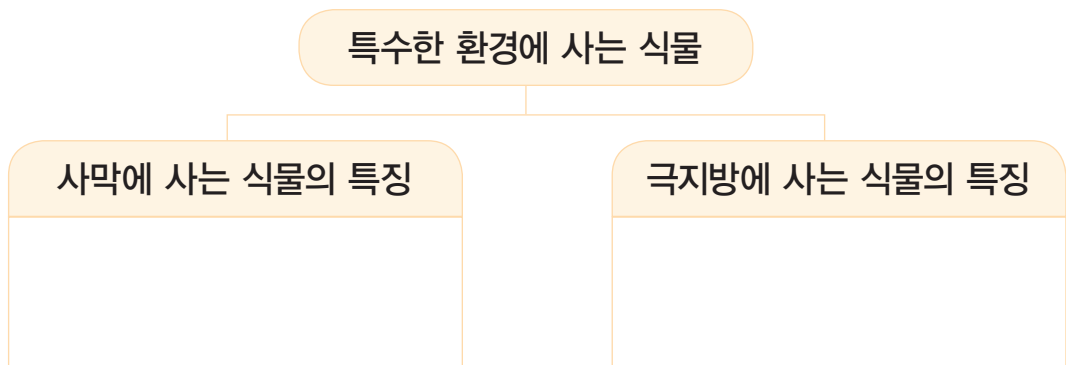 특수한 환경에 사는 식물
사막에 사는 식물의 특징
극지방에 사는 식물의 특징